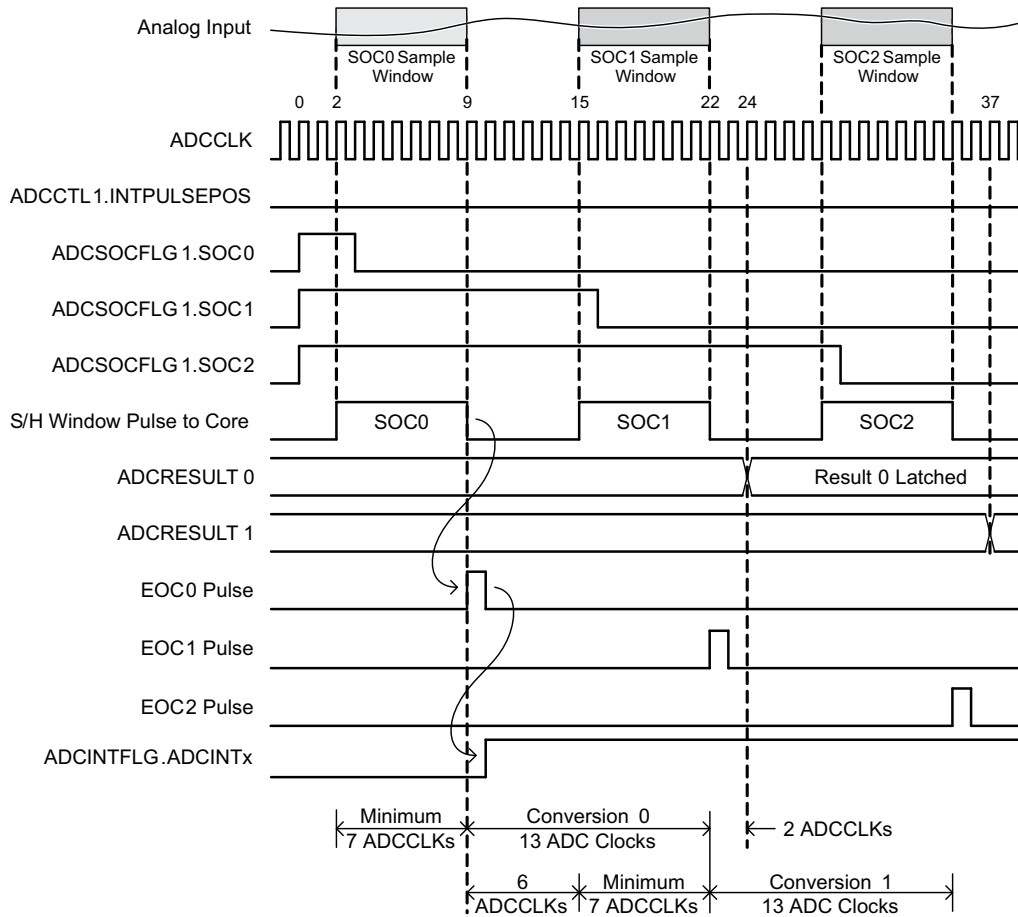 Analog Input
SOC0 Sample
Window
SOC1 Sample
Window
SOC2 Sample
Window
0 2 9 15 22 24 37
ADCCLK
ADCCTL1.INTPULSEPOS
ADCSOCFLG 1.SOC0
ADCSOCFLG 1.SOC1
ADCSOCFLG 1.SOC2
S/H Window Pulse to Core
SOC0
SOC1
SOC2
ADCRESULT 0
Result 0 Latched
ADCRESULT 1
EOC0 Pulse
EOC1 Pulse
EOC2 Pulse
ADCINTFLG.ADCINTx
Minimum
7 ADCCLKs
Conversion 0
13 ADC Clocks
2 ADCCLKs
6
ADCCLKs
Minimum
7 ADCCLKs
Conversion 1
13 ADC Clocks